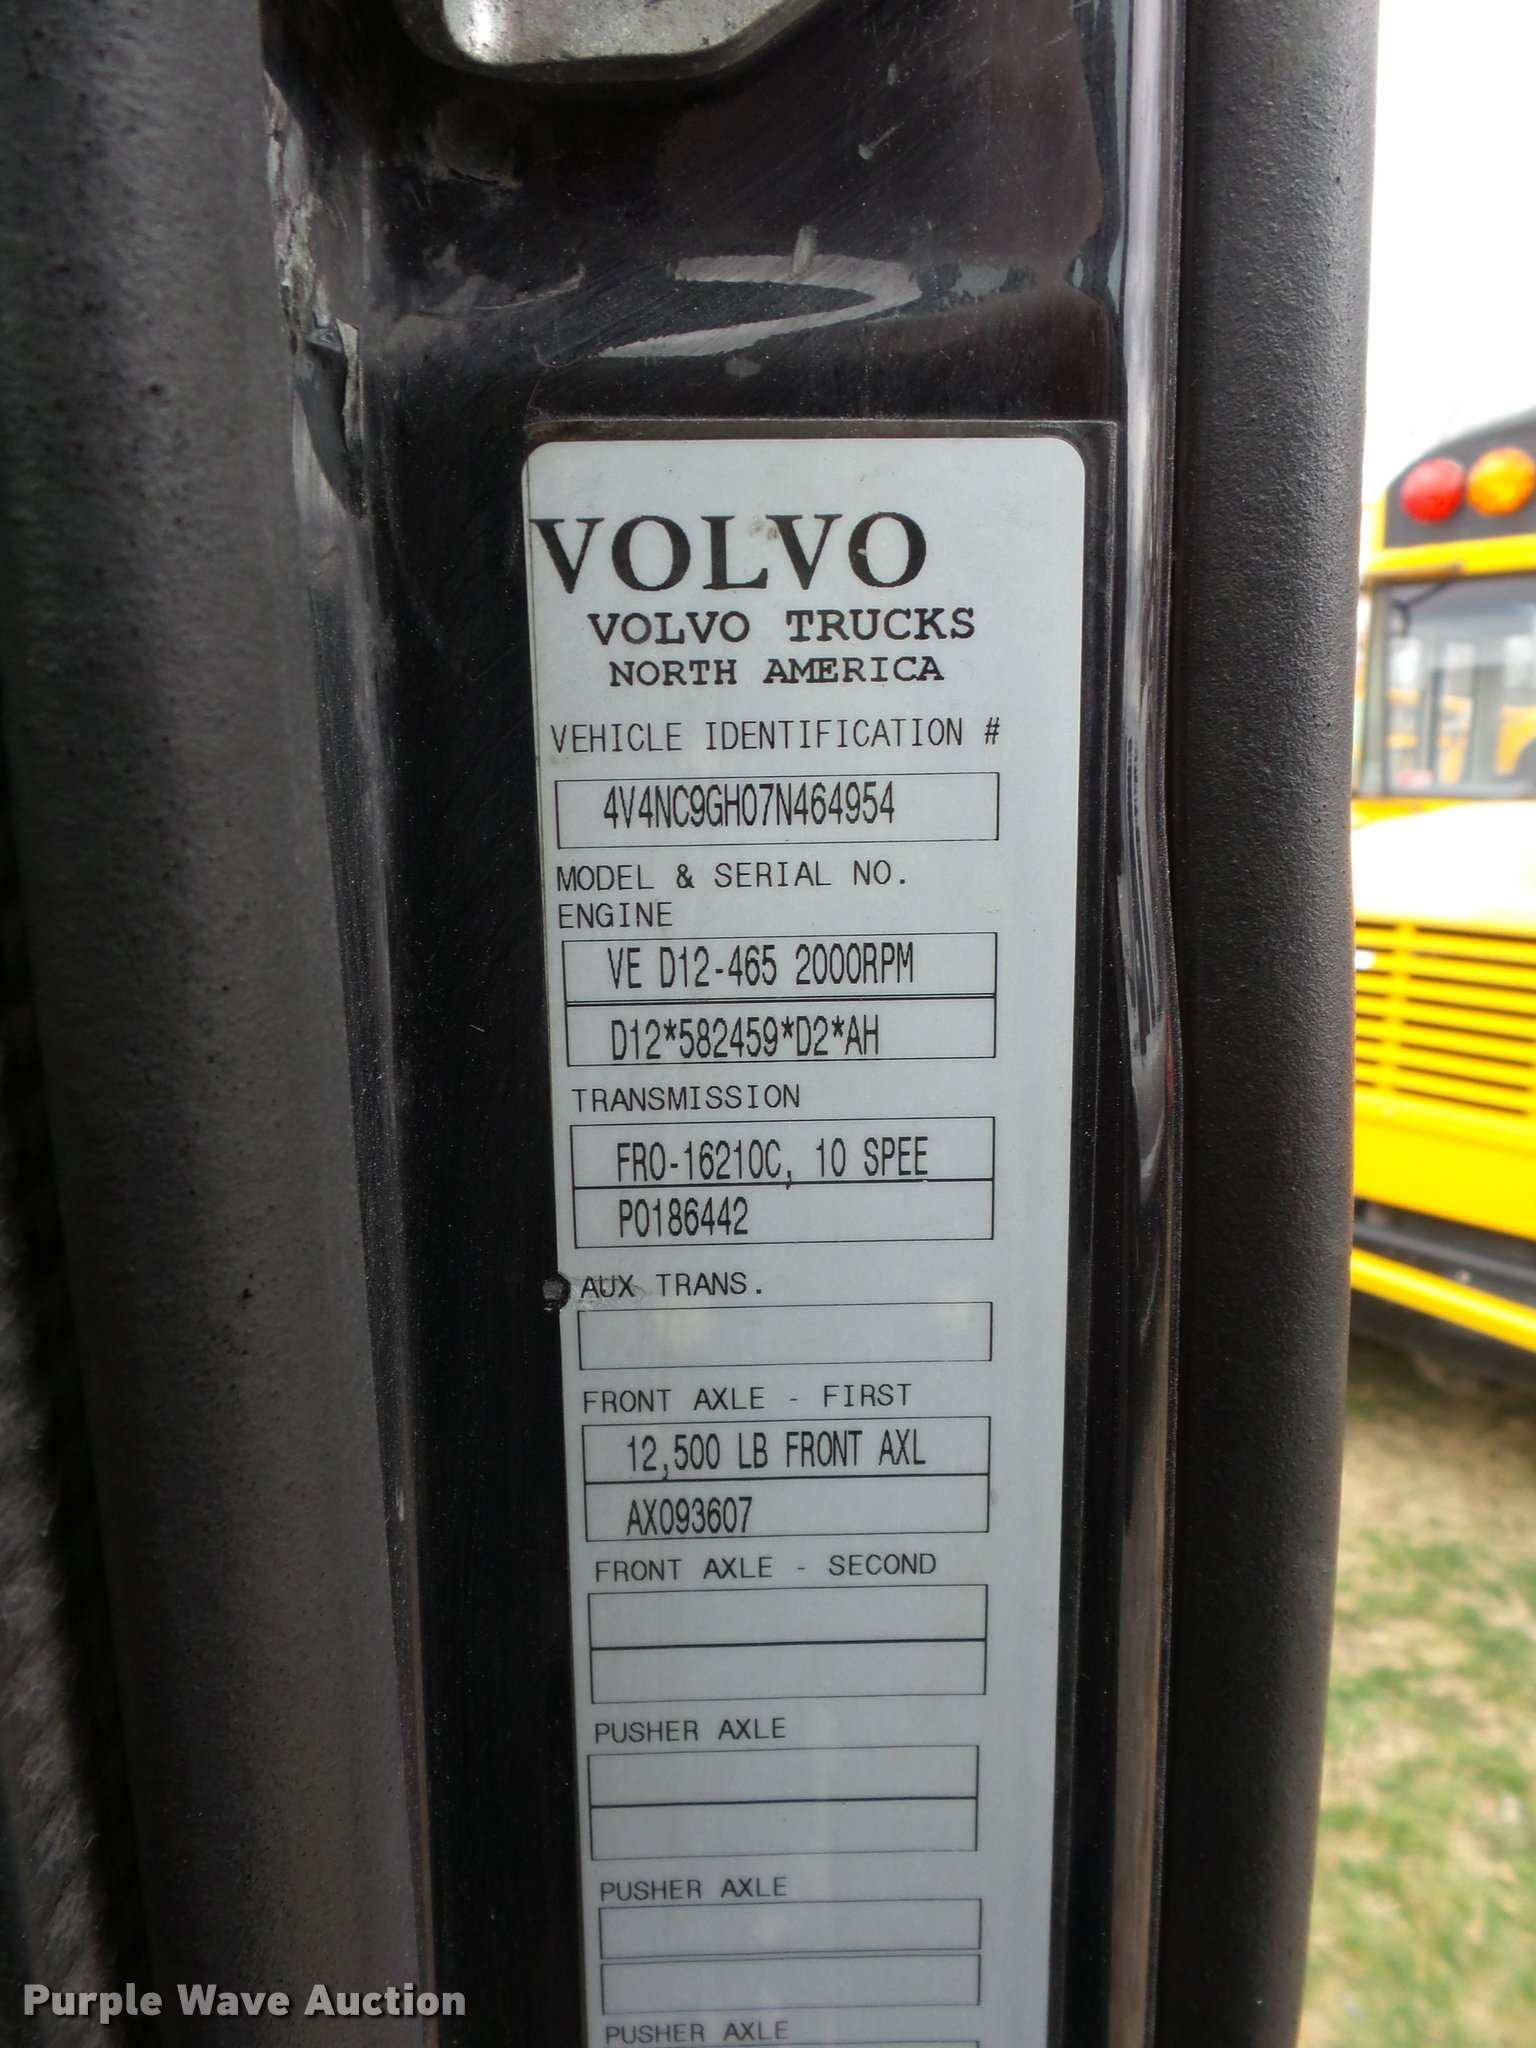 VOLVO
VOLVO TRUCKS
NORTH AMERICA
VEHICLE IDENTIFICATION #
4V4NC9GH07N464954
MODEL & SERIAL NO.
ENGINE
VE D12-465 2000RPM
D12*582459*D2*AH
TRANSMISSION
FRO-16210C, 10 SPEE
P0186442
AUX TRANS.
FRONT AXLE - FIRST
12,500 LB FRONT AXL
AX093607
FRONT AXLE - SECOND
PUSHER AXLE
PUSHER AXLE
PUSHER AXLE
Purple Wave Auction